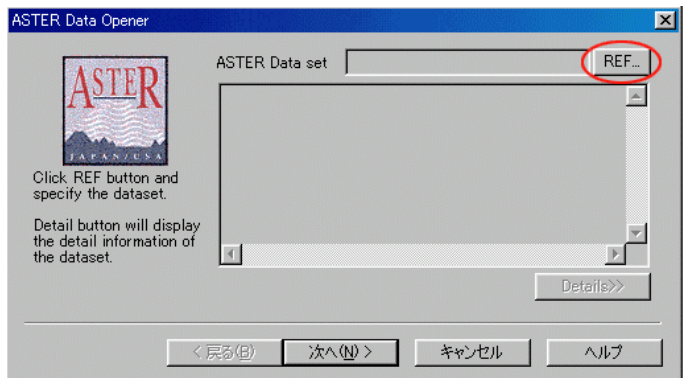 ASTER Data Opener
ASTER Data set
REF...
ASTER
JAPAN/USA
Click REF button and
specify the dataset.
Detail button will display
the detail information of
the dataset.
Details>>
< 戻る(B)
次へ(N) >
キャンセル
ヘルプ